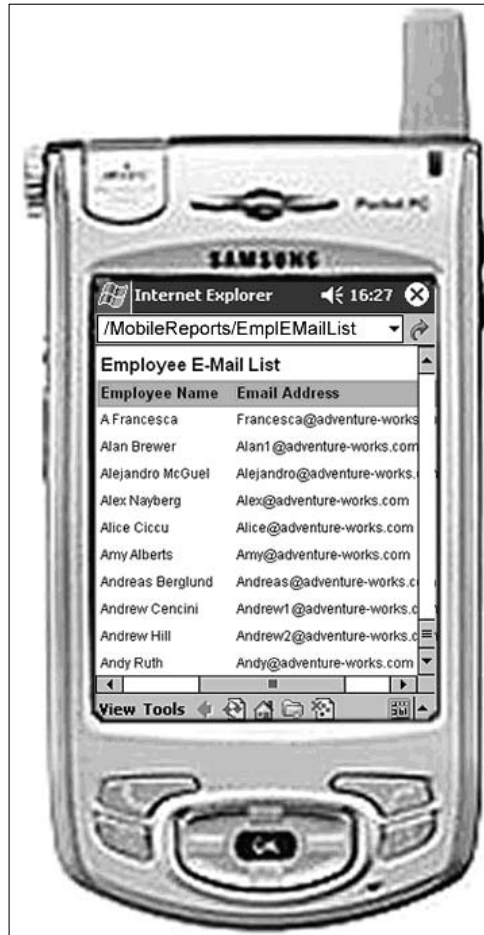 Pocket PC
SAMSUNG
Internet Explorer 16:27
/MobileReports/EmplEMailList
Employee E-Mail List
Employee Name Email Address
A Francesca Francesca@adventure-works
Alan Brewer Alan1@adventure-works.com
Alejandro McGuel Alejandro@adventure-works.
Alex Nayberg Alex@adventure-works.com
Alice Ciccu Alice@adventure-works.com
Amy Alberts Amy@adventure-works.com
Andreas Berglund Andreas@adventure-works.c
Andrew Cencini Andrew1@adventure-works.com
Andrew Hill Andrew2@adventure-works.c
Andy Ruth Andy@adventure-works.com
View Tools
OK